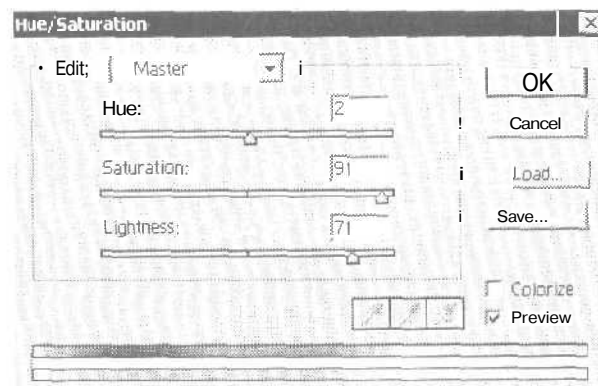 Hue/Saturation
Edit; Master
OK
Hue: 2
Cancel
Saturation: 91
Load...
Lightness: 71
Save...
Colorize
Preview